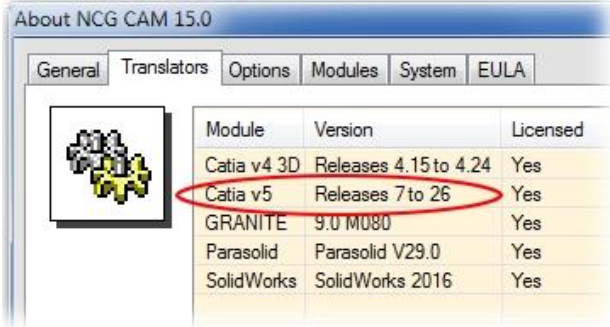 About NCG CAM 15.0
General Translators Options Modules System EULA
Module Version Licensed
Catia v4 3D Releases 4.15 to 4.24 Yes
Catia v5 Releases 7 to 26 Yes
GRANITE 9.0 M080 Yes
Parasolid Parasolid V29.0 Yes
SolidWorks SolidWorks 2016 Yes